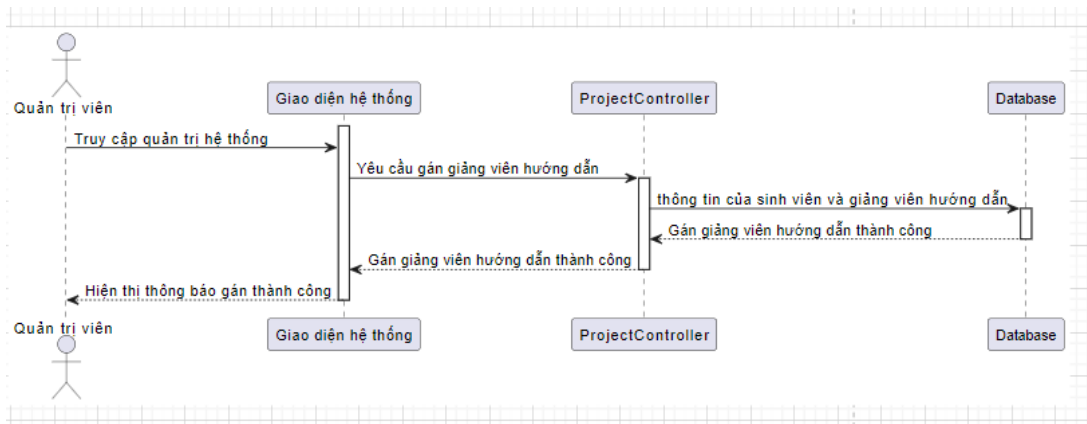 Quản trị viên
Giao diện hệ thống
ProjectController
Database
Truy cập quản trị hệ thống
Yêu cầu gán giảng viên hướng dẫn
thông tin của sinh viên và giảng viên hướng dẫn
Gán giảng viên hướng dẫn thành công
Gán giảng viên hướng dẫn thành công
Hiện thị thông báo gán thành công
Quản trị viên
Giao diện hệ thống
ProjectController
Database